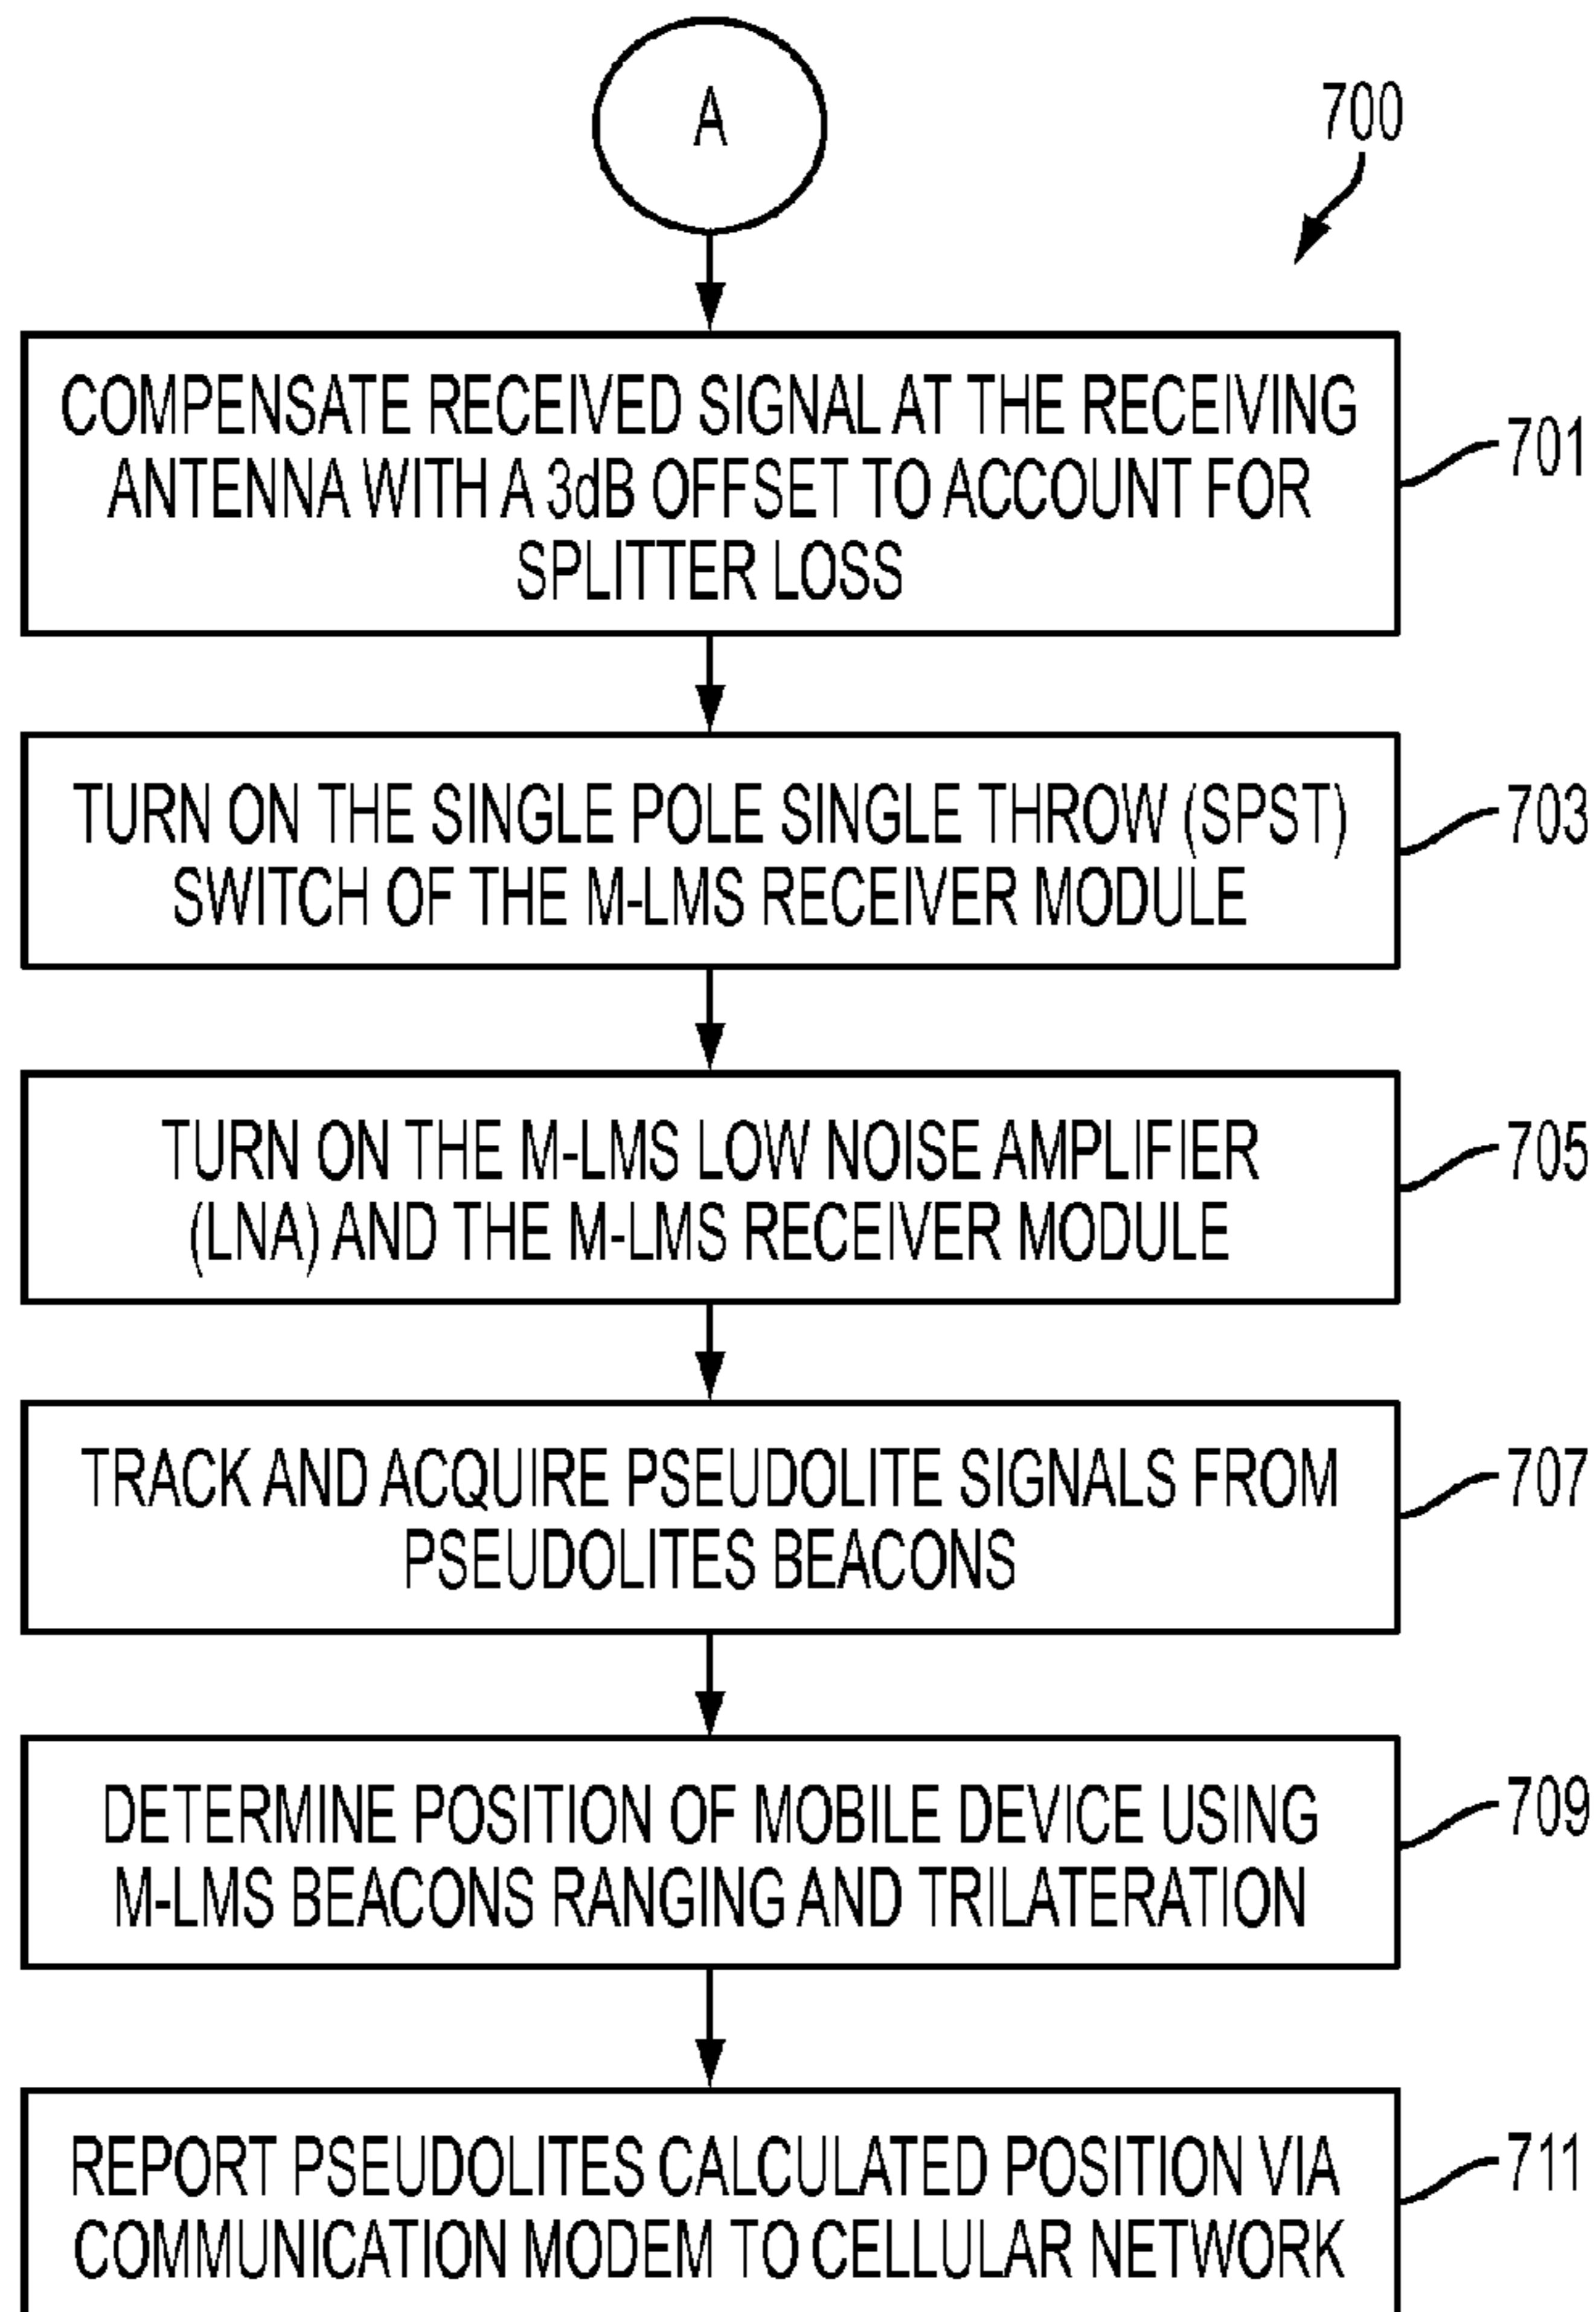 A
700
COMPENSATE RECEIVED SIGNAL AT THE RECEIVING
ANTENNA WITH A 3dB OFFSET TO ACCOUNT FOR
SPLITTER LOSS
701
TURN ON THE SINGLE POLE SINGLE THROW (SPST)
SWITCH OF THE M-LMS RECEIVER MODULE
703
TURN ON THE M-LMS LOW NOISE AMPLIFIER
(LNA) AND THE M-LMS RECEIVER MODULE
705
TRACK AND ACQUIRE PSEUDOLITE SIGNALS FROM
PSEUDOLITES BEACONS
707
DETERMINE POSITION OF MOBILE DEVICE USING
M-LMS BEACONS RANGING AND TRILATERATION
709
REPORT PSEUDOLITES CALCULATED POSITION VIA
COMMUNICATION MODEM TO CELLULAR NETWORK
711